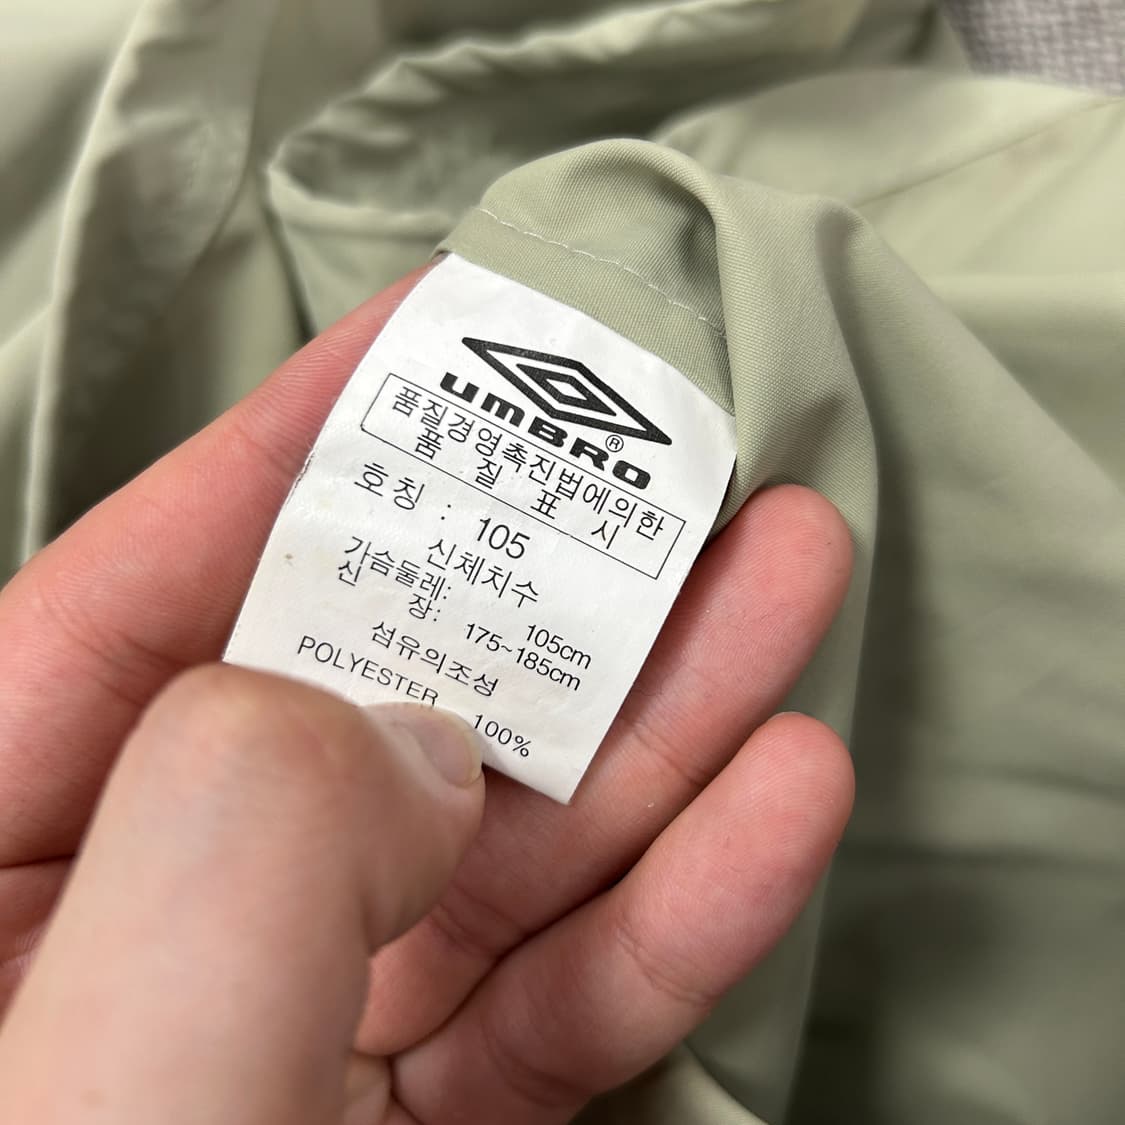 UMBRO®
품질경영촉진법에의한
품 질 표 시
호칭 : 105
신체치수
가슴둘레: 105cm
신 장: 175~185cm
섬유의조성
POLYESTER 100%